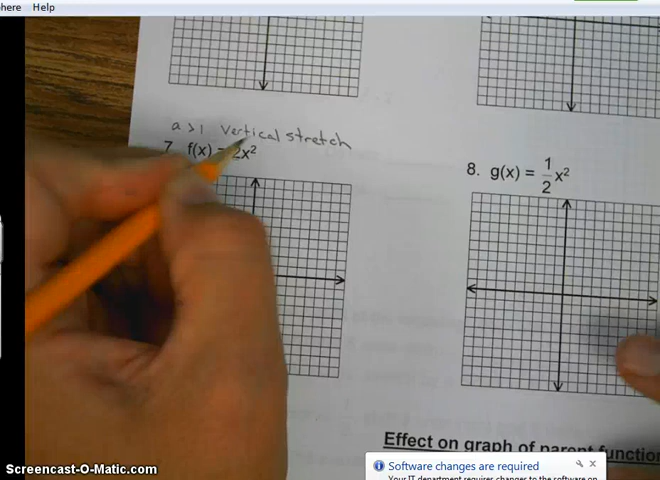 Help
a > 1 Vertical stretch
7. f(x) = 2x²
8. g(x) = 1/2 x²
Effect on graph of parent function
Screencast-O-Matic.com
Software changes are required
Your IT department requires changes to the software on